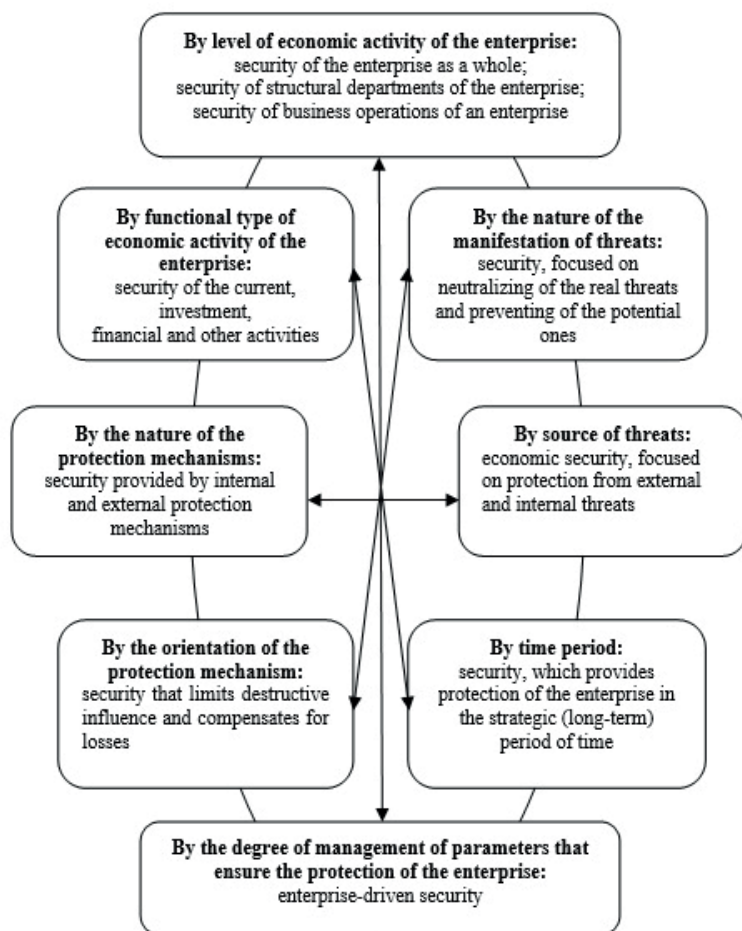 By level of economic activity of the enterprise:
security of the enterprise as a whole;
security of structural departments of the enterprise;
security of business operations of an enterprise
By functional type of
economic activity of the
enterprise:
security of the current,
investment,
financial and other activities
By the nature of the
manifestation of threats:
security, focused on
neutralizing of the real threats
and preventing of the potential
ones
By the nature of the
protection mechanisms:
security provided by internal
and external protection
mechanisms
By source of threats:
economic security, focused
on protection from external
and internal threats
By the orientation of the
protection mechanism:
security that limits destructive
influence and compensates for
losses
By time period:
security, which provides
protection of the enterprise in
the strategic (long-term)
period of time
By the degree of management of parameters that
ensure the protection of the enterprise:
enterprise-driven security